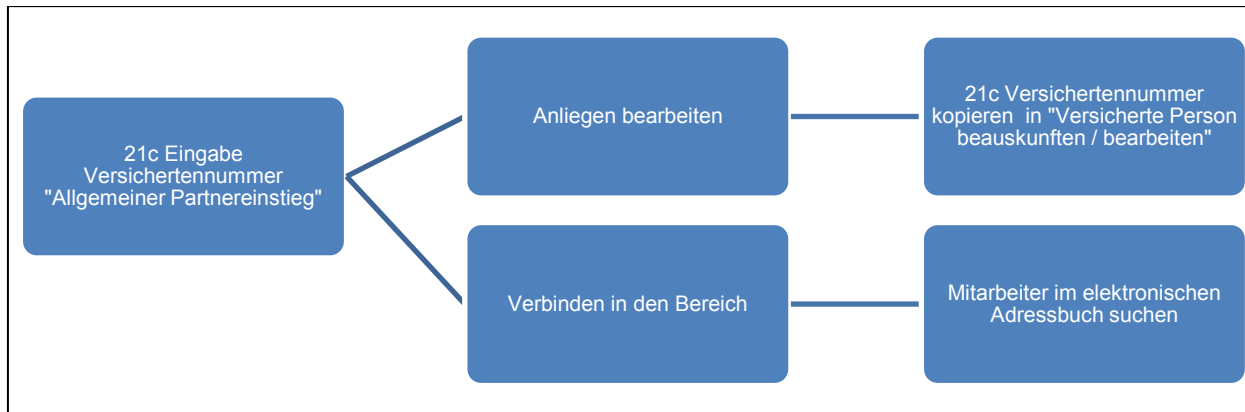 21c Eingabe
Versichertennummer
"Allgemeiner Partnereinstieg"
Anliegen bearbeiten
21c Versichertennummer
kopieren in "Versicherte Person
beauskunften / bearbeiten"
Verbinden in den Bereich
Mitarbeiter im elektronischen
Adressbuch suchen